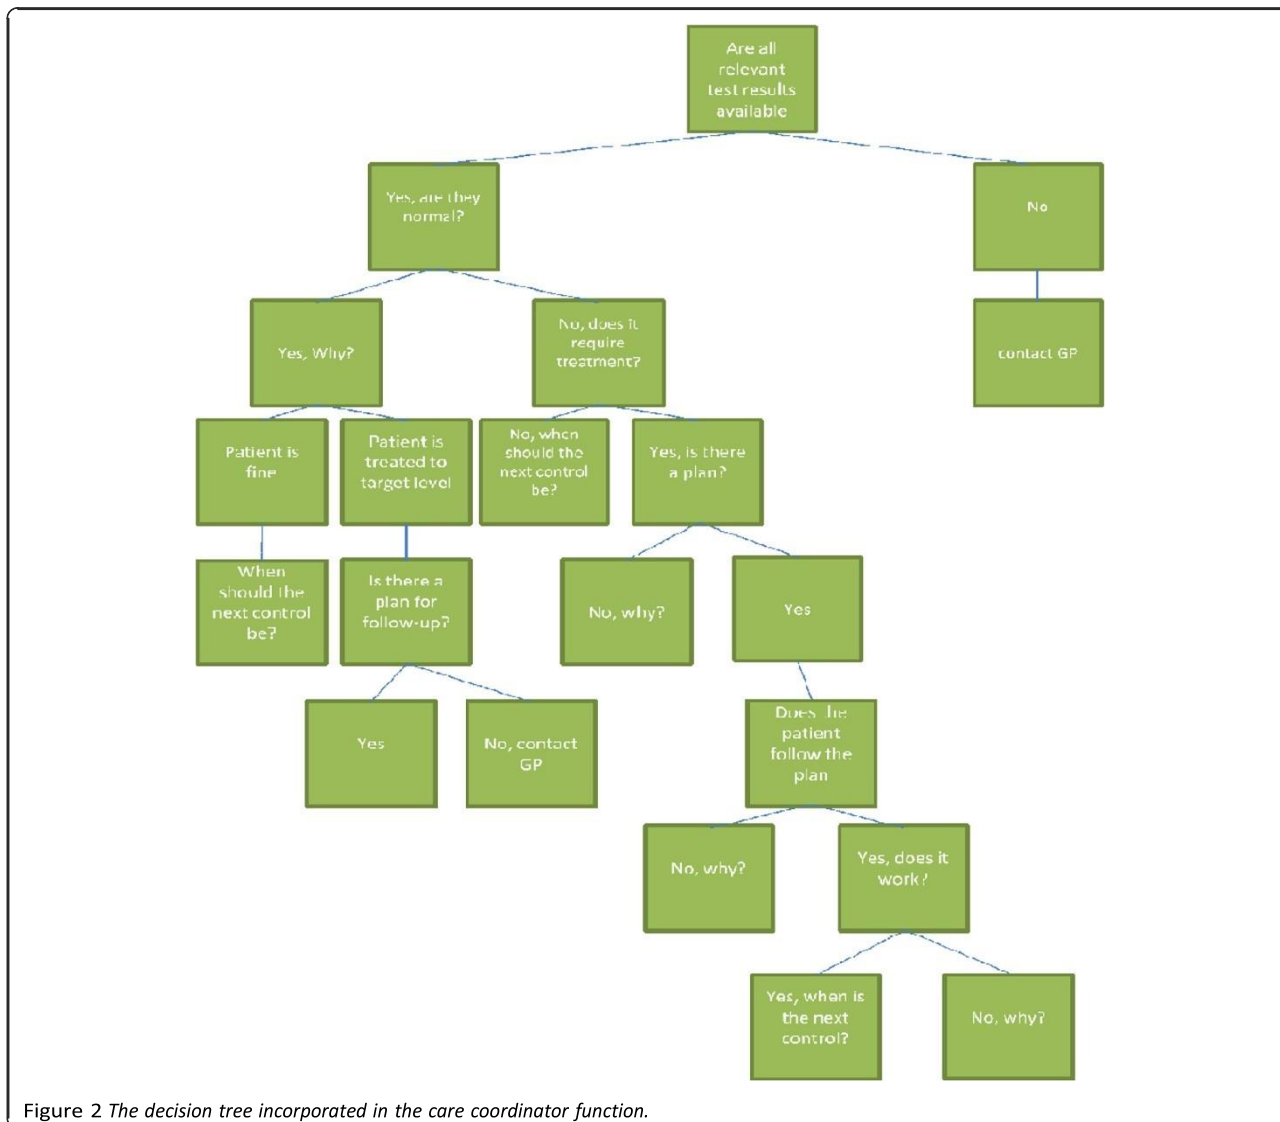 Are all
relevant
test results
available
Yes, are they
normal?
No
Yes, Why?
No, does it
require
treatment?
contact GP
Patient is
fine
Patient is
treated to
target level
No, when
should the
next control
be?
Yes, is there
a plan?
When
should the
next control
be?
Is there a
plan for
follow-up?
No, why?
Yes
Yes
No, contact
GP
Does the
patient
follow the
plan
No, why?
Yes, does it
work?
Yes, when is
the next
control?
No, why?
Figure 2 The decision tree incorporated in the care coordinator function.